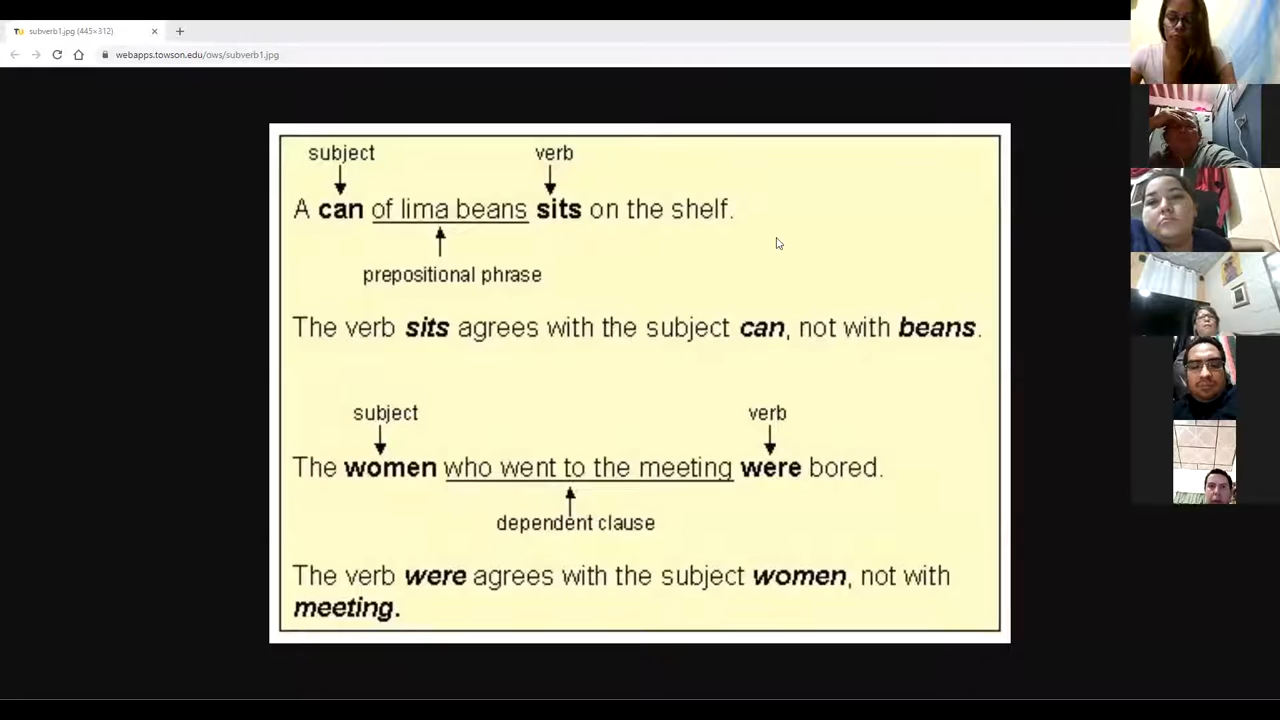 subverb1.jpg (445×312)
webapps.towson.edu/ows/subverb1.jpg
subject verb
A can of lima beans sits on the shelf.
prepositional phrase
The verb sits agrees with the subject can, not with beans.
subject verb
The women who went to the meeting were bored.
dependent clause
The verb were agrees with the subject women, not with
meeting.